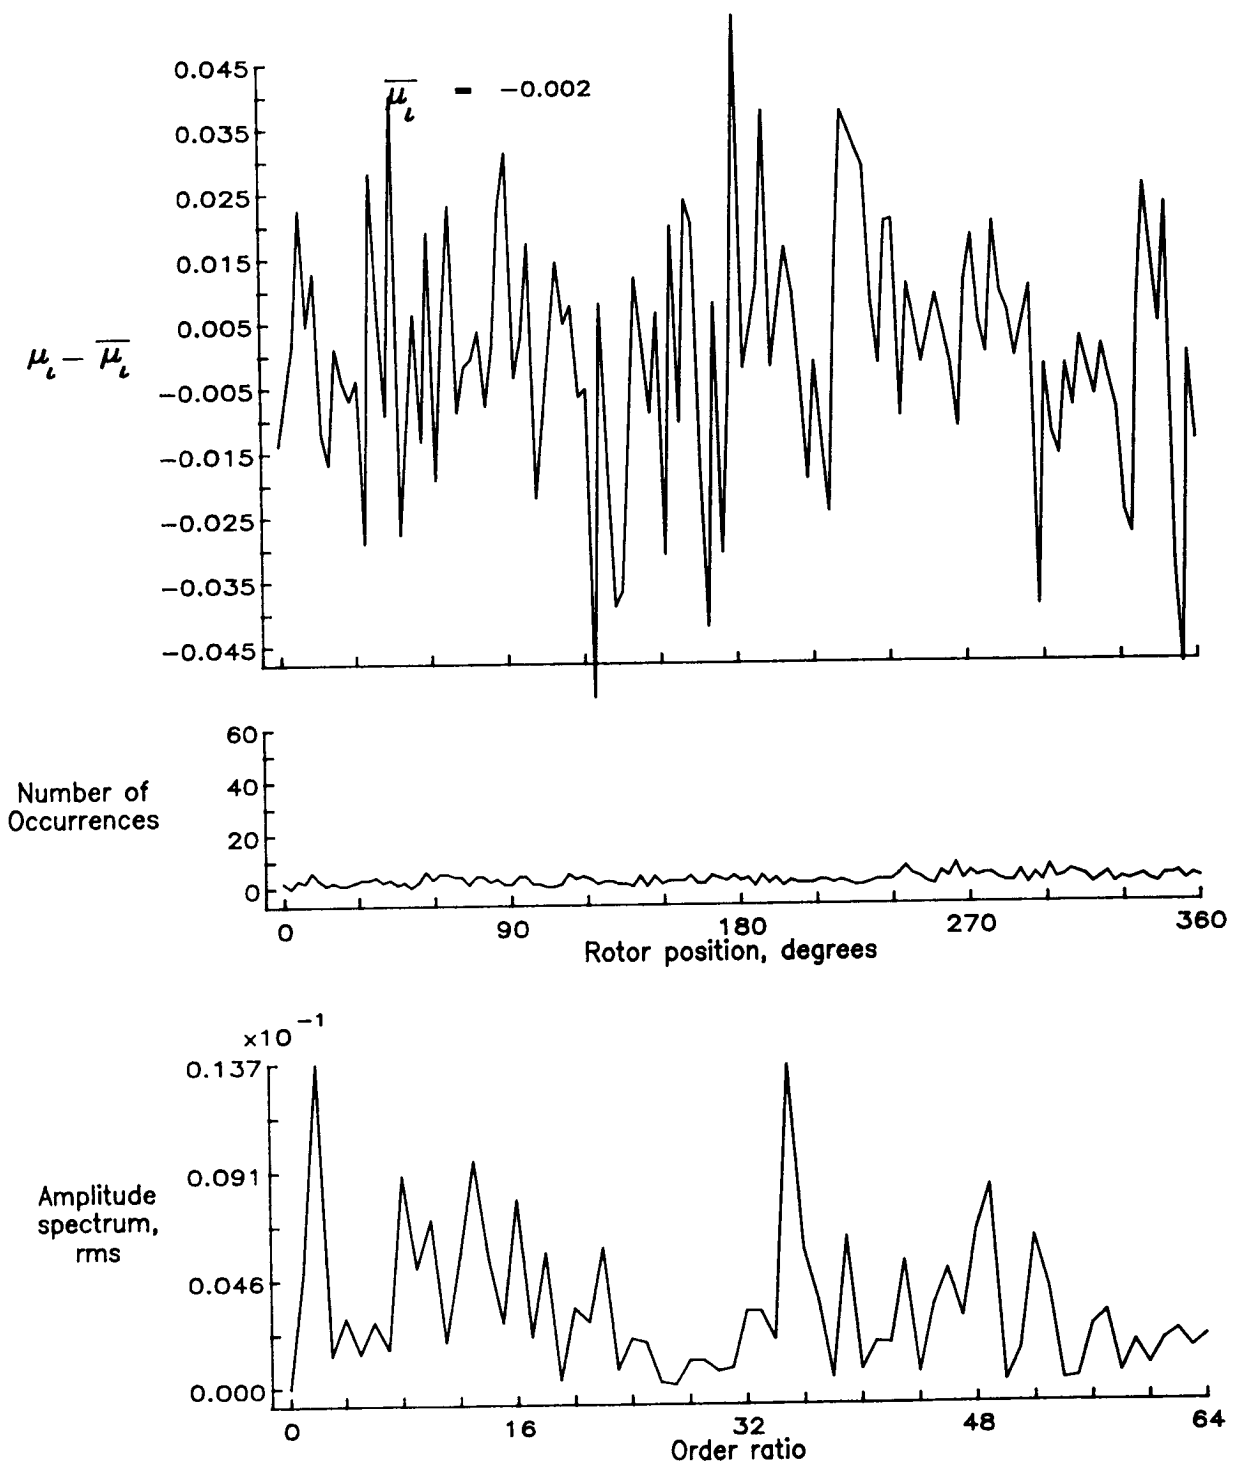 0.045
0.035
0.025
0.015
0.005
−0.005
−0.015
−0.025
−0.035
−0.045
μ̅ι = −0.002
μι − μ̅ι
60
40
20
0
Number of
Occurrences
0 90 180 270 360
Rotor position, degrees
×10⁻¹
0.137
0.091
0.046
0.000
Amplitude
spectrum,
rms
0 16 32 48 64
Order ratio